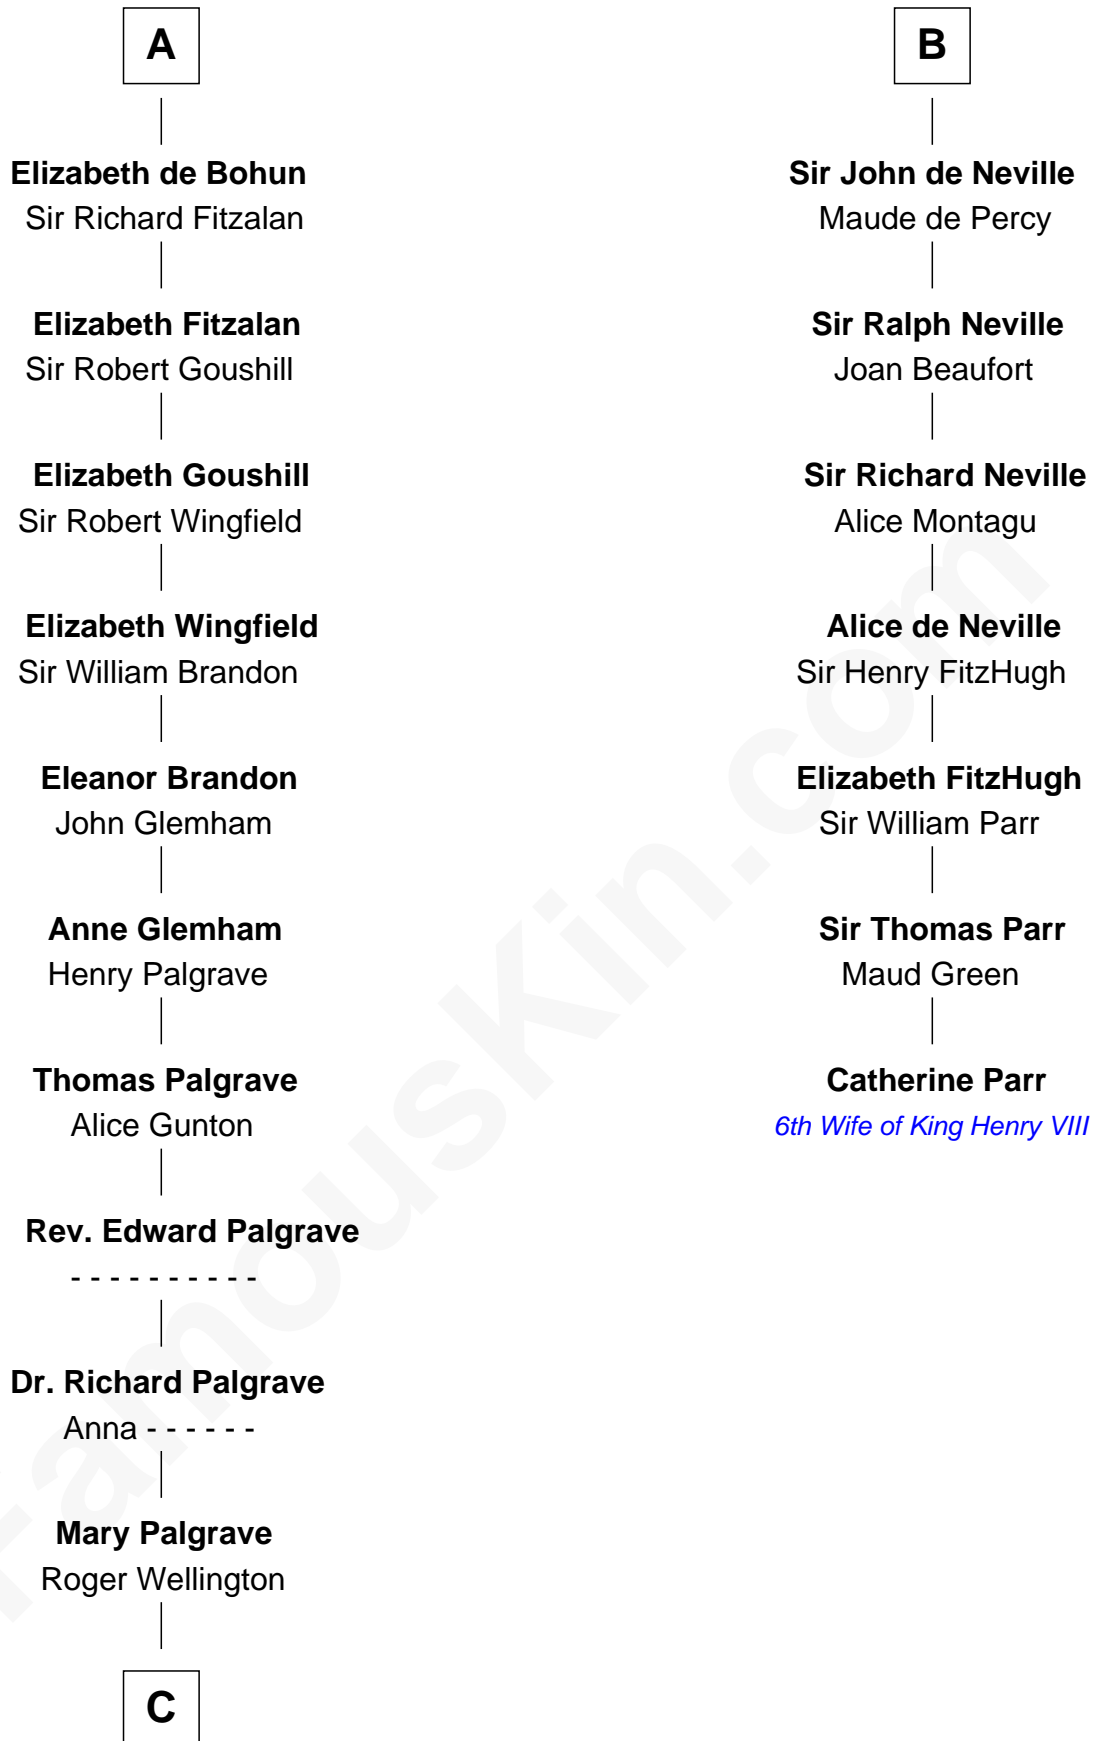 A
Elizabeth de Bohun
Sir Richard Fitzalan
Elizabeth Fitzalan
Sir Robert Goushill
Elizabeth Goushill
Sir Robert Wingfield
Elizabeth Wingfield
Sir William Brandon
Eleanor Brandon
John Glemham
Anne Glemham
Henry Palgrave
Thomas Palgrave
Alice Gunton
Rev. Edward Palgrave
- - - - - - - - - -
Dr. Richard Palgrave
Anna - - - - - -
Mary Palgrave
Roger Wellington
C
B
Sir John de Neville
Maude de Percy
Sir Ralph Neville
Joan Beaufort
Sir Richard Neville
Alice Montagu
Alice de Neville
Sir Henry FitzHugh
Elizabeth FitzHugh
Sir William Parr
Sir Thomas Parr
Maud Green
Catherine Parr
6th Wife of King Henry VIII
FamousKin.com